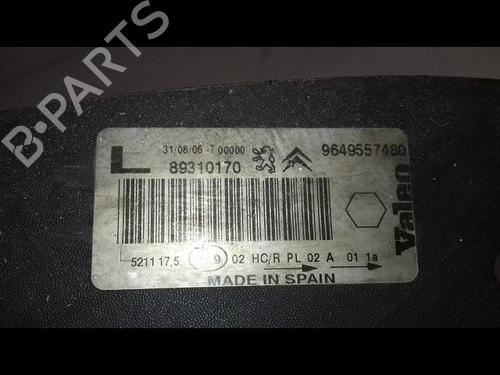 B-PARTS
L
31/08/05 -T 00000
89310170
9649557480
Valeo
5211 17,5
9 02 HC/R PL 02 A 01 1a
MADE IN SPAIN